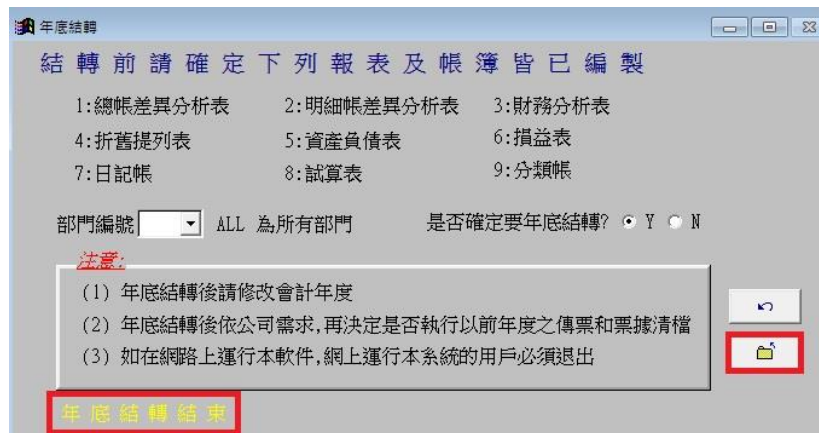 年底結轉
結轉前請確定下列報表及帳簿皆已編製
1:總帳差異分析表 2:明細帳差異分析表 3:財務分析表
4:折舊提列表 5:資產負債表 6:損益表
7:日記帳 8:試算表 9:分類帳
部門編號 ALL 為所有部門 是否確定要年底結轉? Y N
注意:
(1) 年底結轉後請修改會計年度
(2) 年底結轉後依公司需求,再決定是否執行以前年度之傳票和票據清檔
(3) 如在網路上運行本軟件,網上運行本系統的用戶必須退出
年底結轉結束